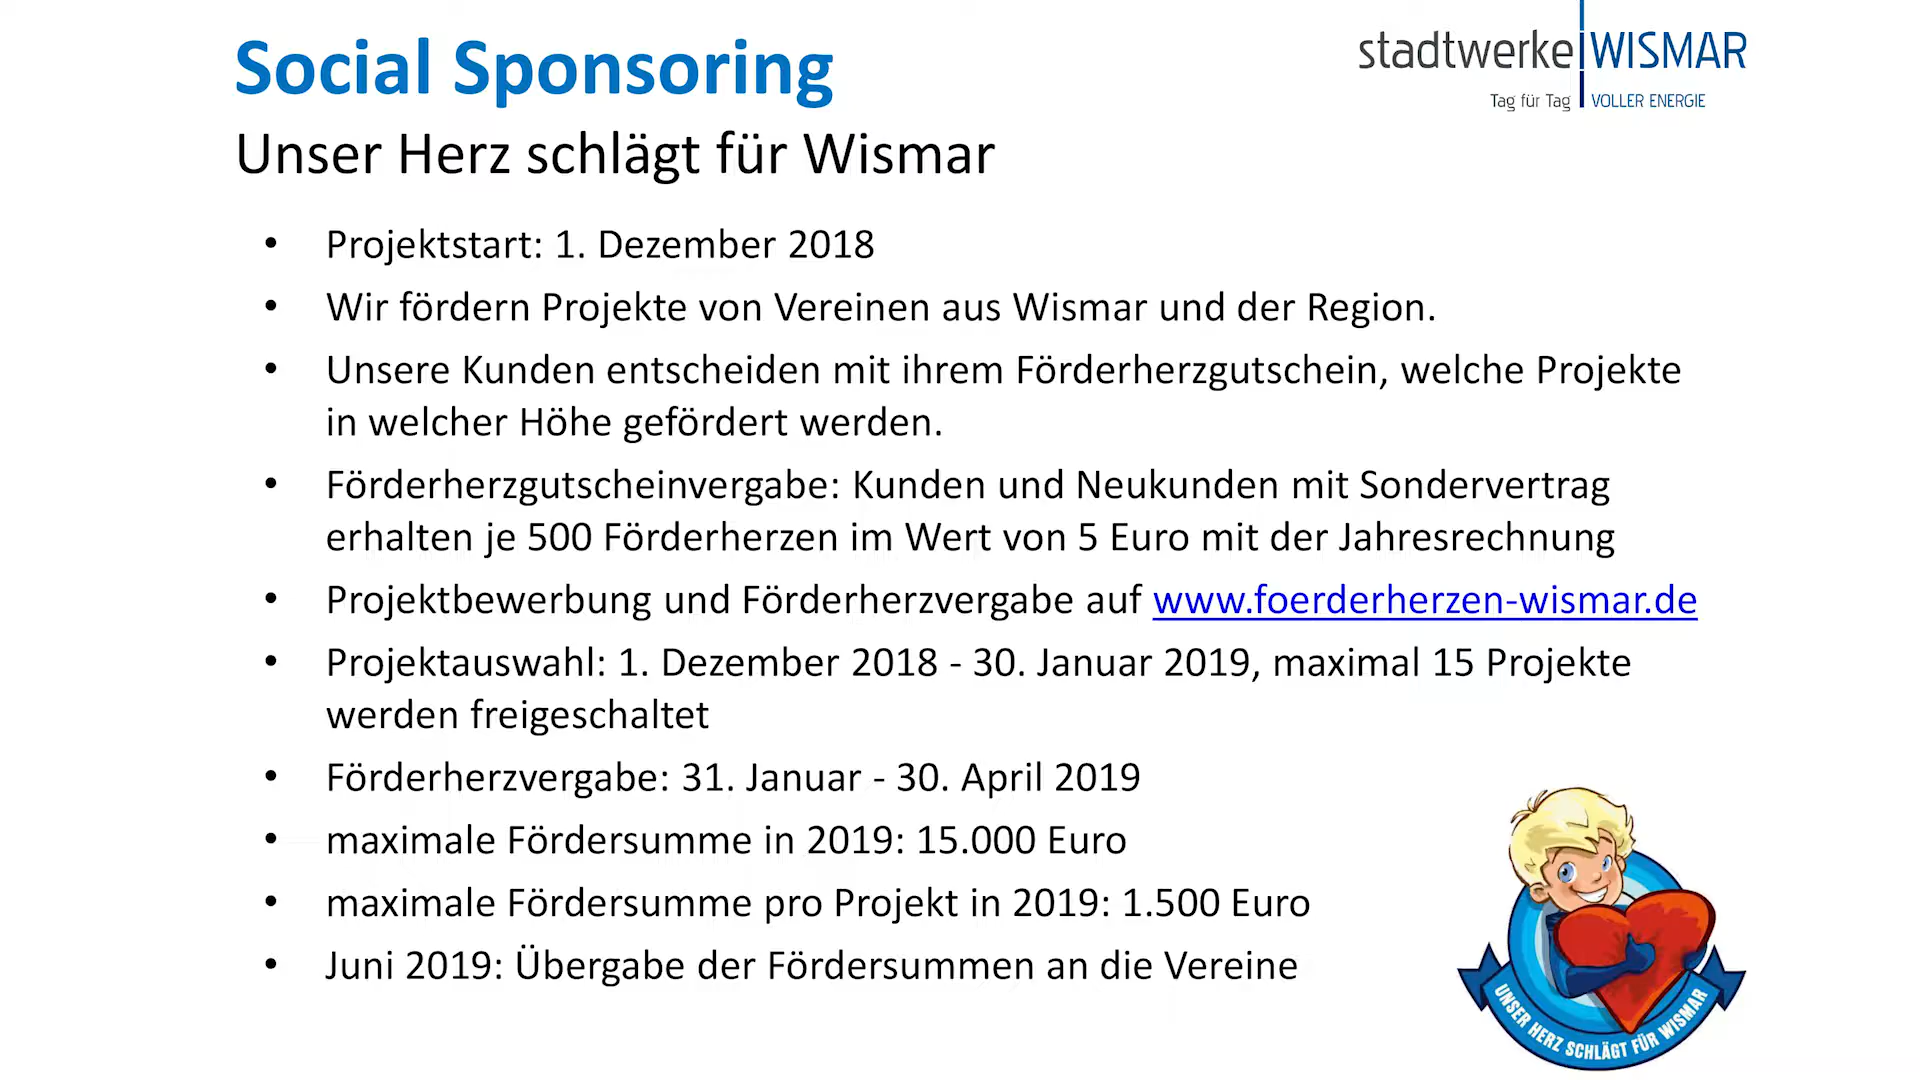 Social Sponsoring
stadtwerke WISMAR
Tag für Tag VOLLER ENERGIE
Unser Herz schlägt für Wismar
• Projektstart: 1. Dezember 2018
• Wir fördern Projekte von Vereinen aus Wismar und der Region.
• Unsere Kunden entscheiden mit ihrem Förderherzgutschein, welche Projekte
in welcher Höhe gefördert werden.
• Förderherzgutscheinvergabe: Kunden und Neukunden mit Sondervertrag
erhalten je 500 Förderherzen im Wert von 5 Euro mit der Jahresrechnung
• Projektbewerbung und Förderherzvergabe auf www.foerderherzen-wismar.de
• Projektauswahl: 1. Dezember 2018 - 30. Januar 2019, maximal 15 Projekte
werden freigeschaltet
• Förderherzvergabe: 31. Januar - 30. April 2019
• maximale Fördersumme in 2019: 15.000 Euro
• maximale Fördersumme pro Projekt in 2019: 1.500 Euro
• Juni 2019: Übergabe der Fördersummen an die Vereine
UNSER HERZ SCHLÄGT FÜR WISMAR